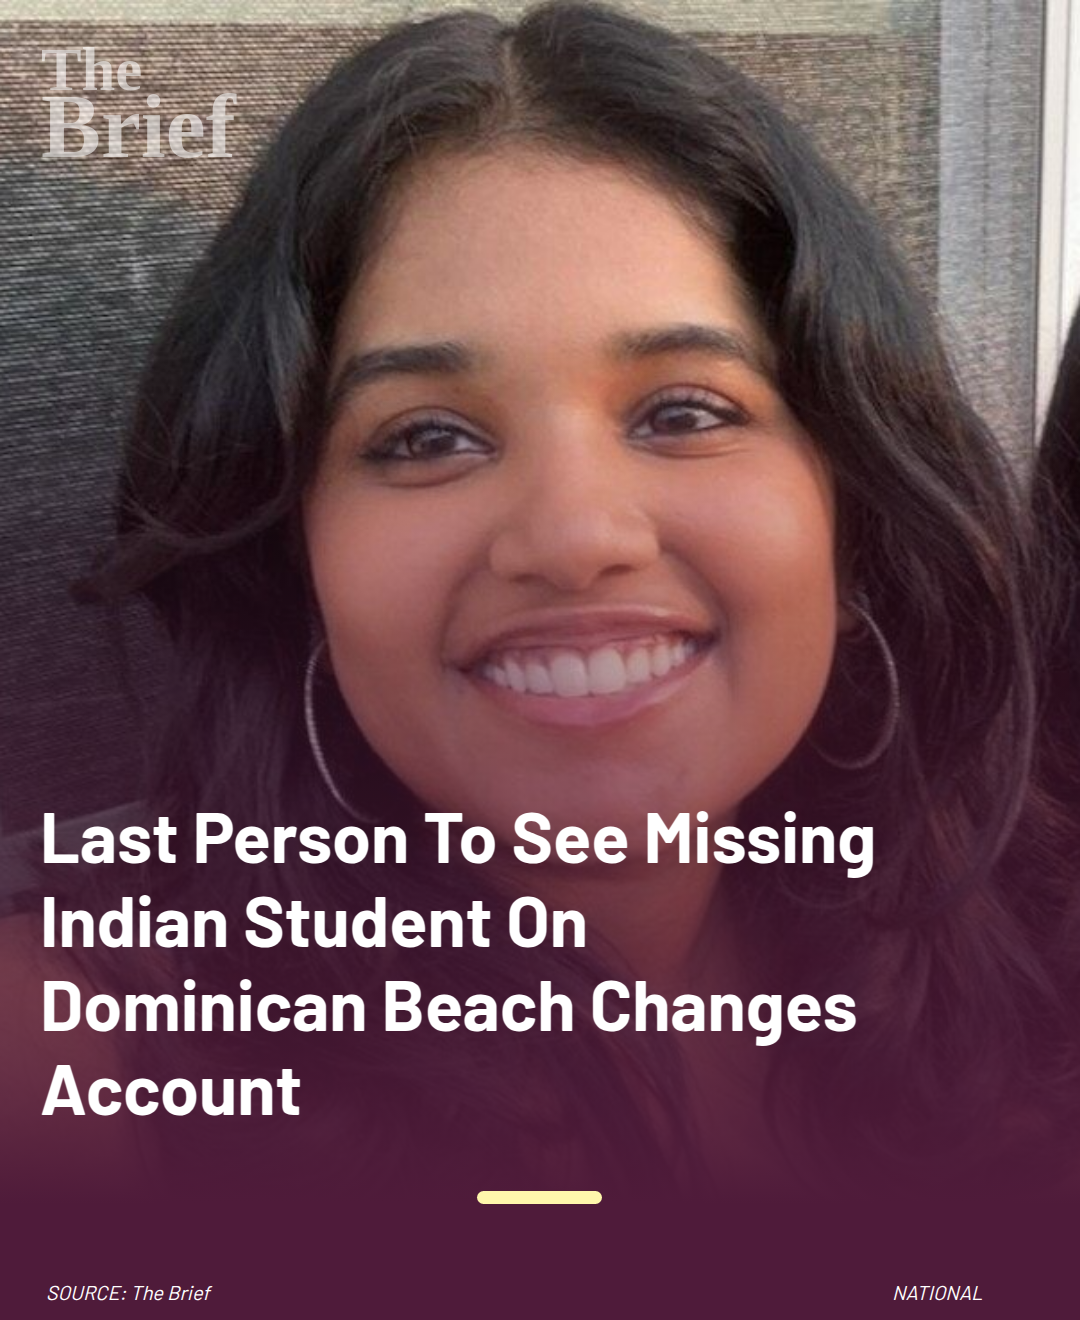 The
Brief
Last Person To See Missing
Indian Student On
Dominican Beach Changes
Account
SOURCE: The Brief
NATIONAL